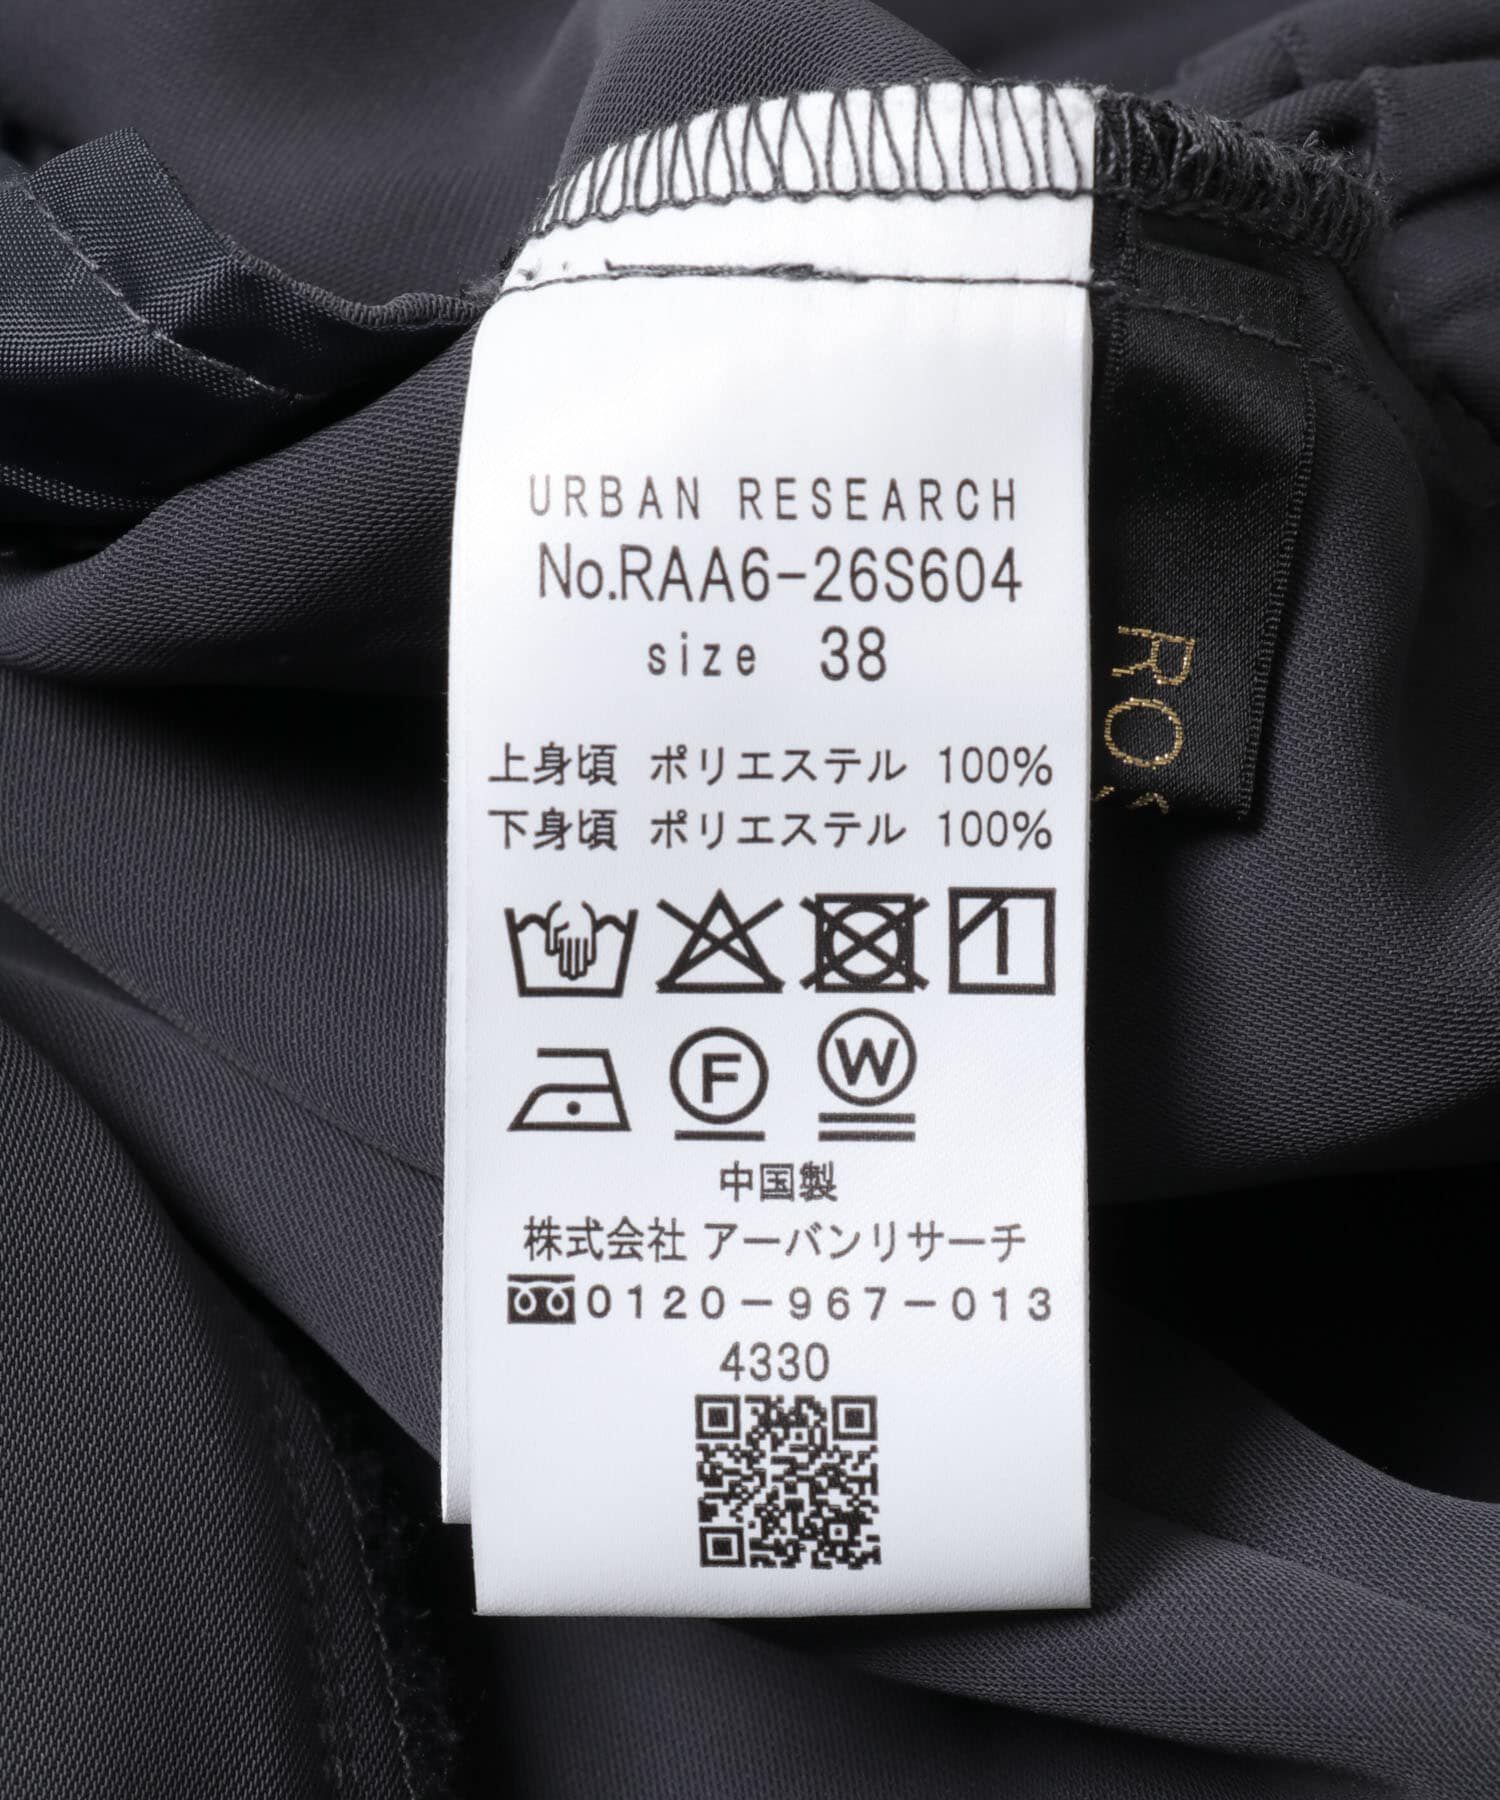 URBAN RESEARCH
No.RAA6-26S604
size 38
上身頃 ポリエステル 100%
下身頃 ポリエステル 100%
F W
中国製
株式会社 アーバンリサーチ
0120-967-013
4330
RO